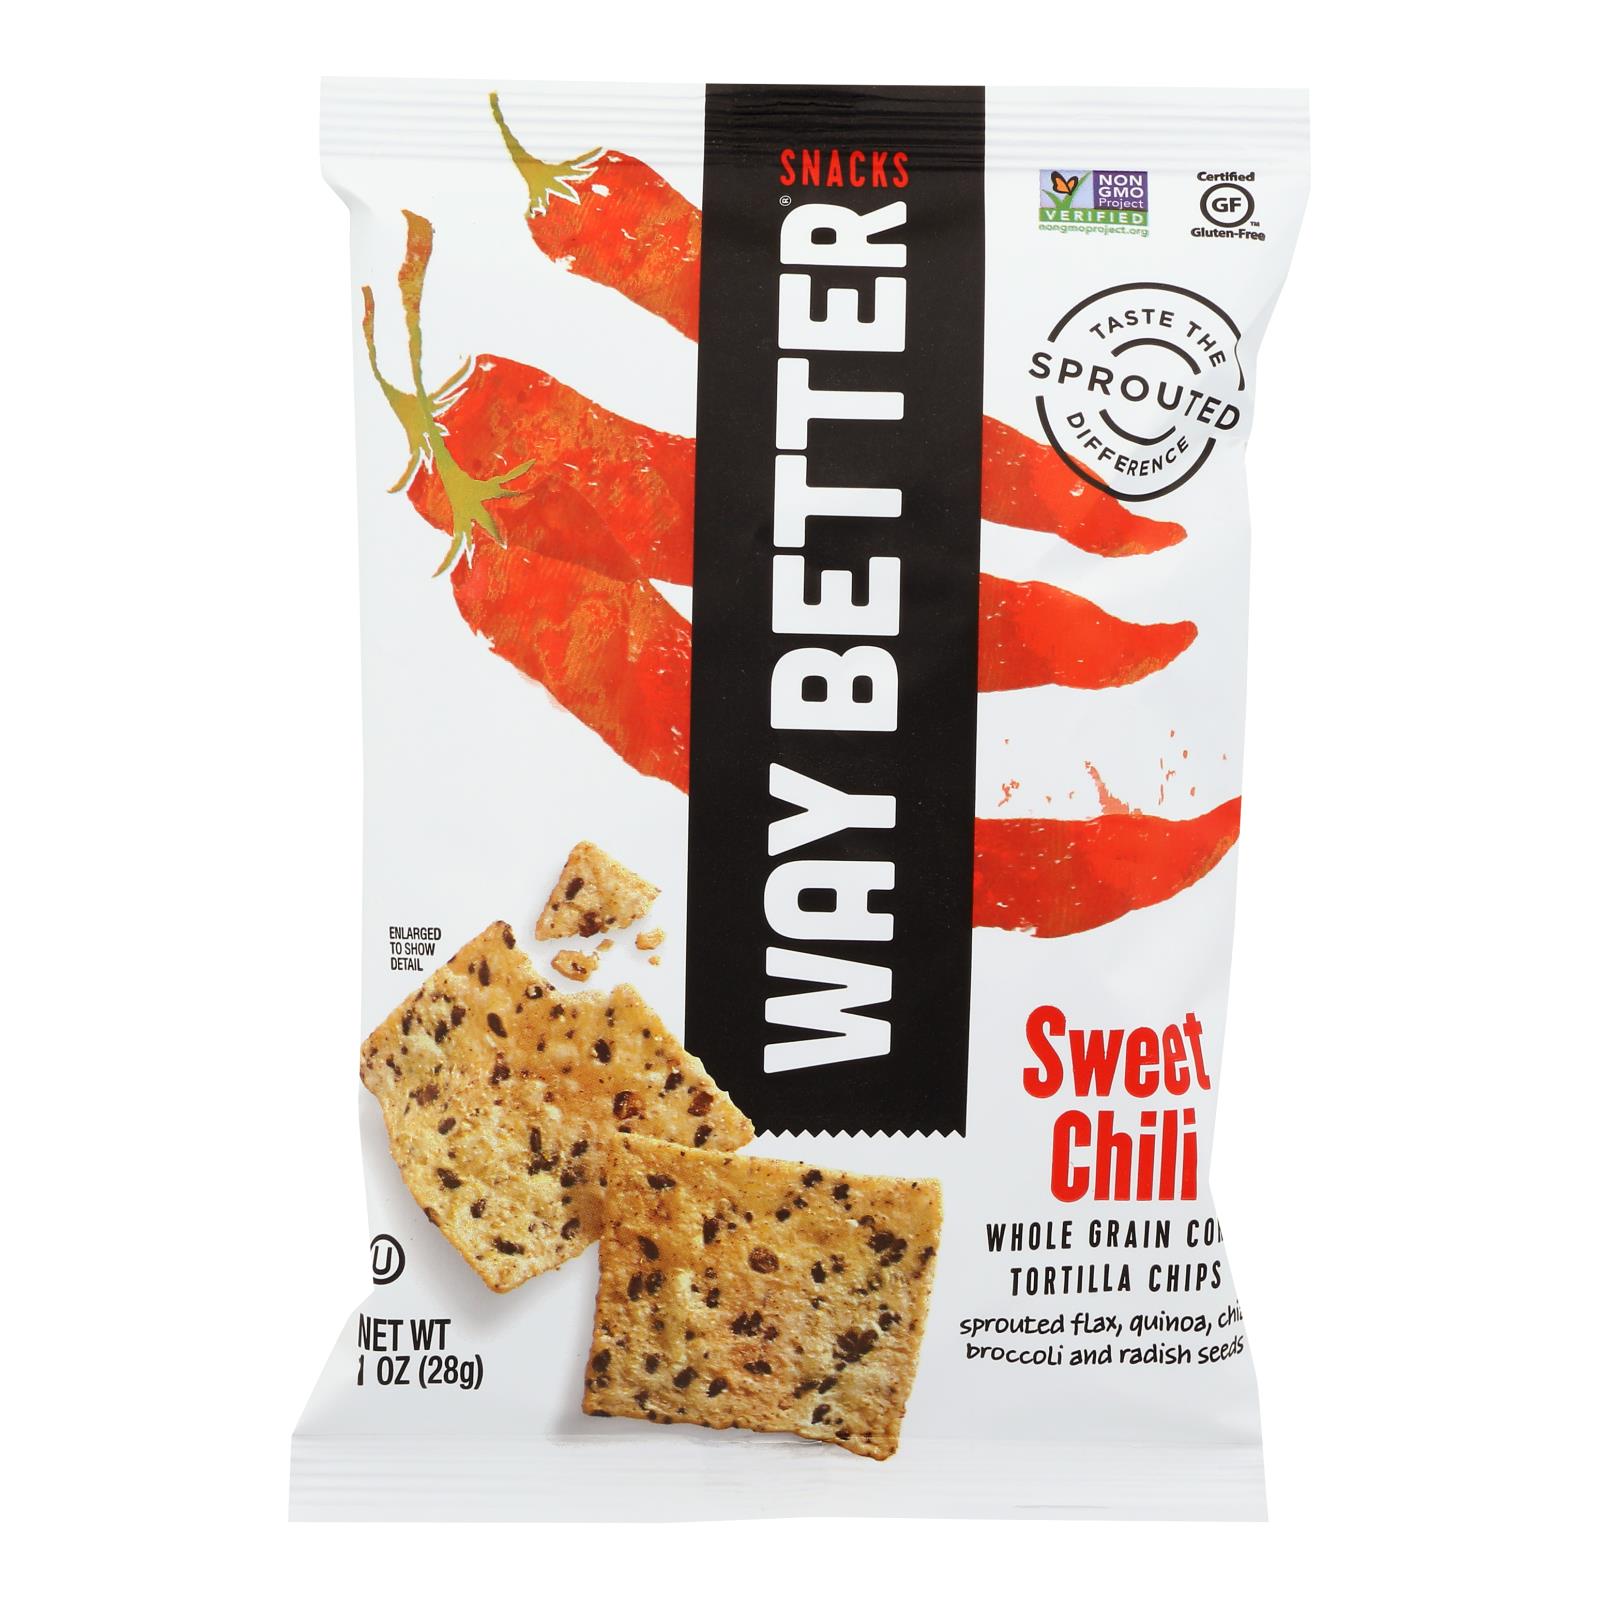 SNACKS
WAY BETTER®
NON
GMO
Project
VERIFIED
nongmoproject.org
Certified
GF
™
Gluten-Free
TASTE THE
SPROUTED
DIFFERENCE
ENLARGED
TO SHOW
DETAIL
Sweet
Chili
WHOLE GRAIN
TORTILLA CHIPS
sprouted flax, quinoa,
broccoli and radish seeds
U
NET WT
1 OZ (28g)